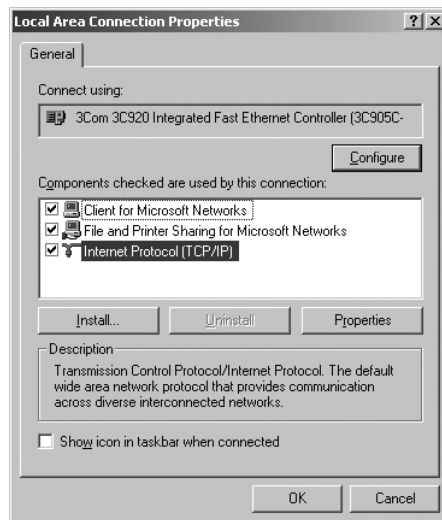 Local Area Connection Properties
General
Connect using:
3Com 3C920 Integrated Fast Ethernet Controller (3C905C-
Configure
Components checked are used by this connection:
Client for Microsoft Networks
File and Printer Sharing for Microsoft Networks
Internet Protocol (TCP/IP)
Install... Uninstall Properties
Description
Transmission Control Protocol/Internet Protocol. The default
wide area network protocol that provides communication
across diverse interconnected networks.
Show icon in taskbar when connected
OK Cancel